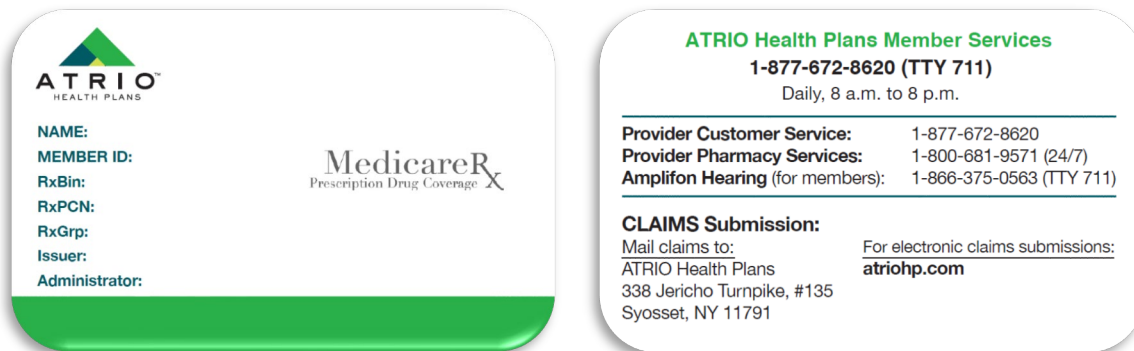 ATRIO™
HEALTH PLANS
NAME:
MEMBER ID:
RxBin:
RxPCN:
RxGrp:
Issuer:
Administrator:
MedicareRx
Prescription Drug Coverage
ATRIO Health Plans Member Services
1-877-672-8620 (TTY 711)
Daily, 8 a.m. to 8 p.m.
Provider Customer Service: 1-877-672-8620
Provider Pharmacy Services: 1-800-681-9571 (24/7)
Amplifon Hearing (for members): 1-866-375-0563 (TTY 711)
CLAIMS Submission:
Mail claims to:
ATRIO Health Plans
338 Jericho Turnpike, #135
Syosset, NY 11791
For electronic claims submissions:
atriohp.com